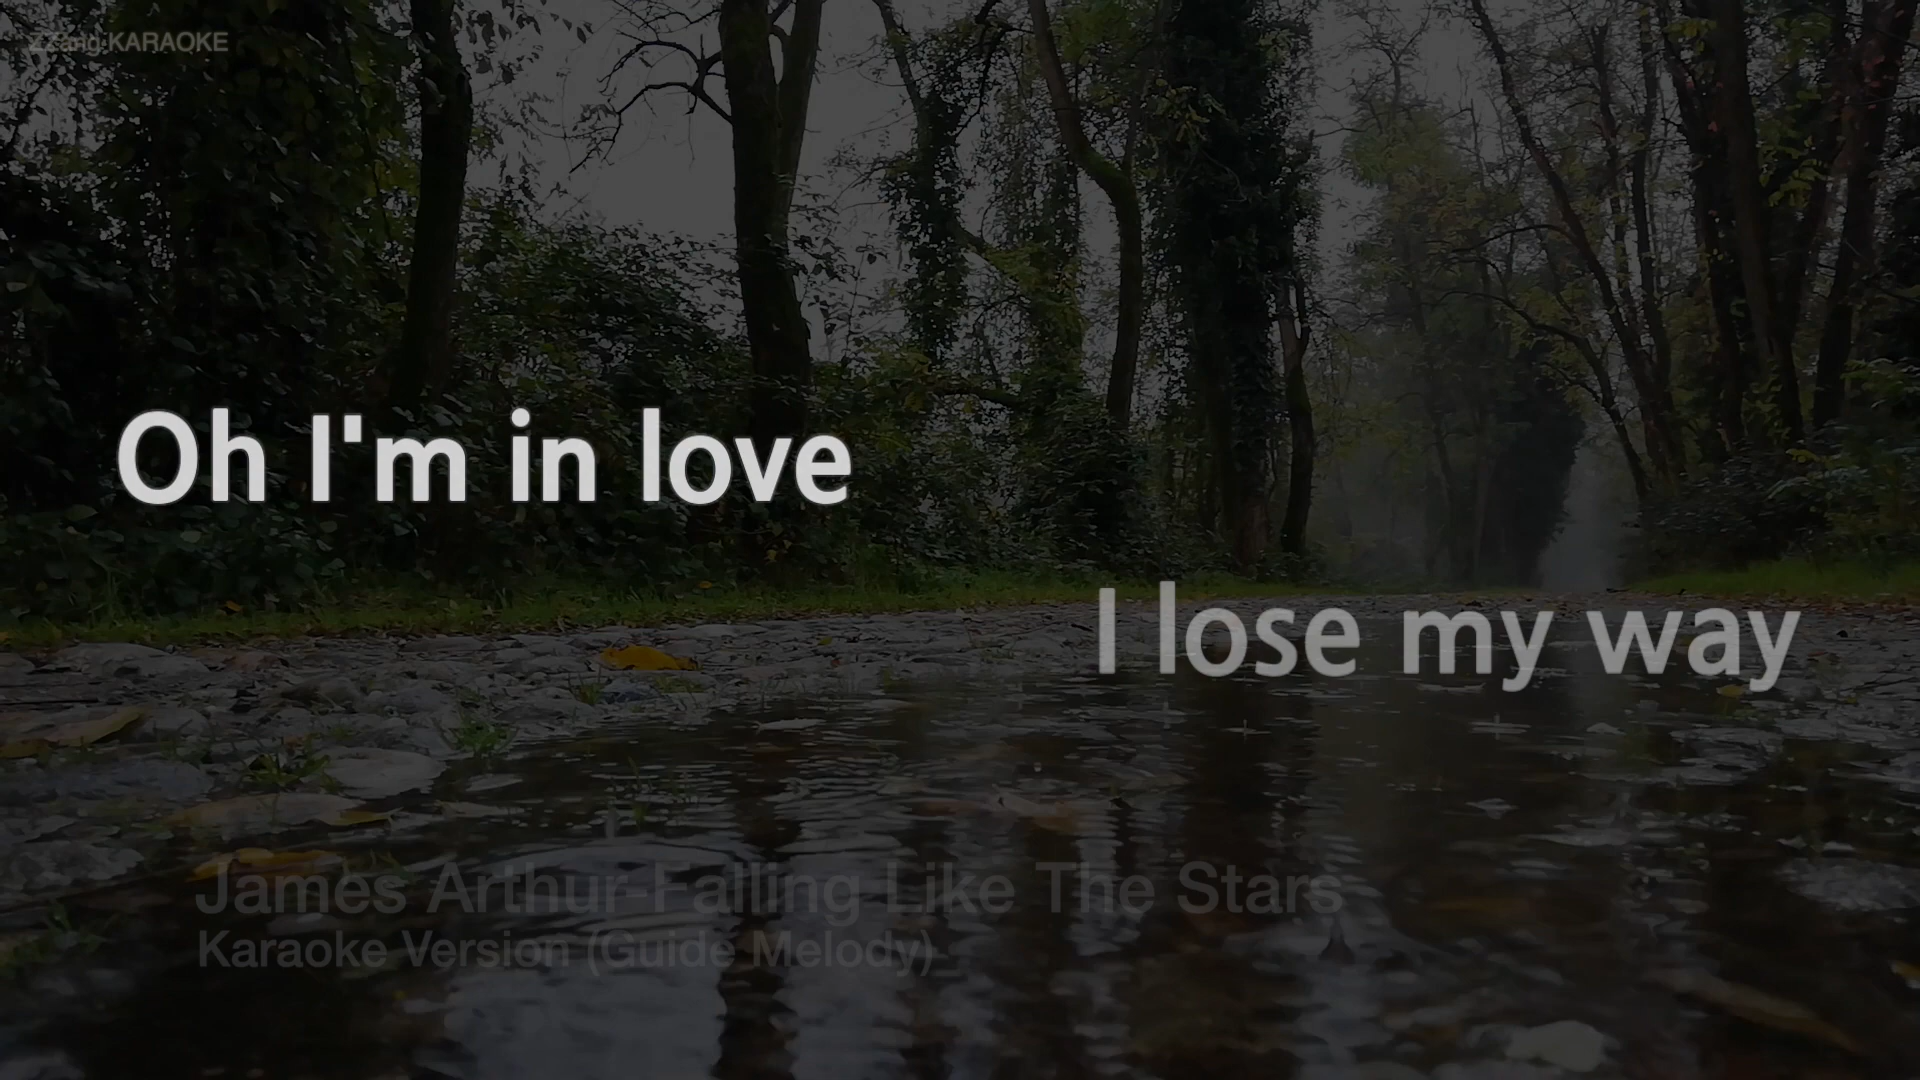 ZZang KARAOKE
Oh I'm in love
I lose my way
James Arthur-Falling Like The Stars
Karaoke Version (Guide Melody)